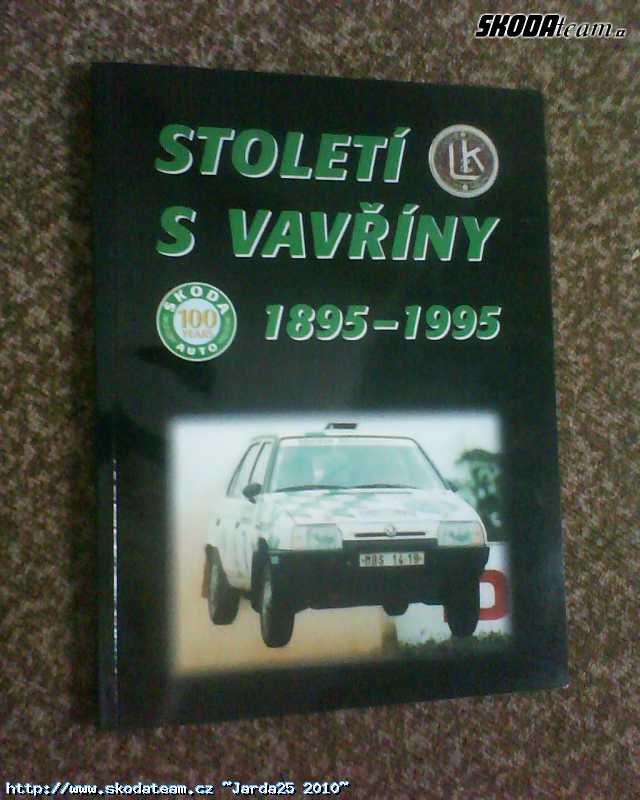 SKODAteam.cz
STOLETÍ
LK
S VAVŘÍNY
ŠKODA
100
YEARS
AUTO
1895-1995
MBS 14-19
http://www.skodateam.cz ~Jarda25 2010~